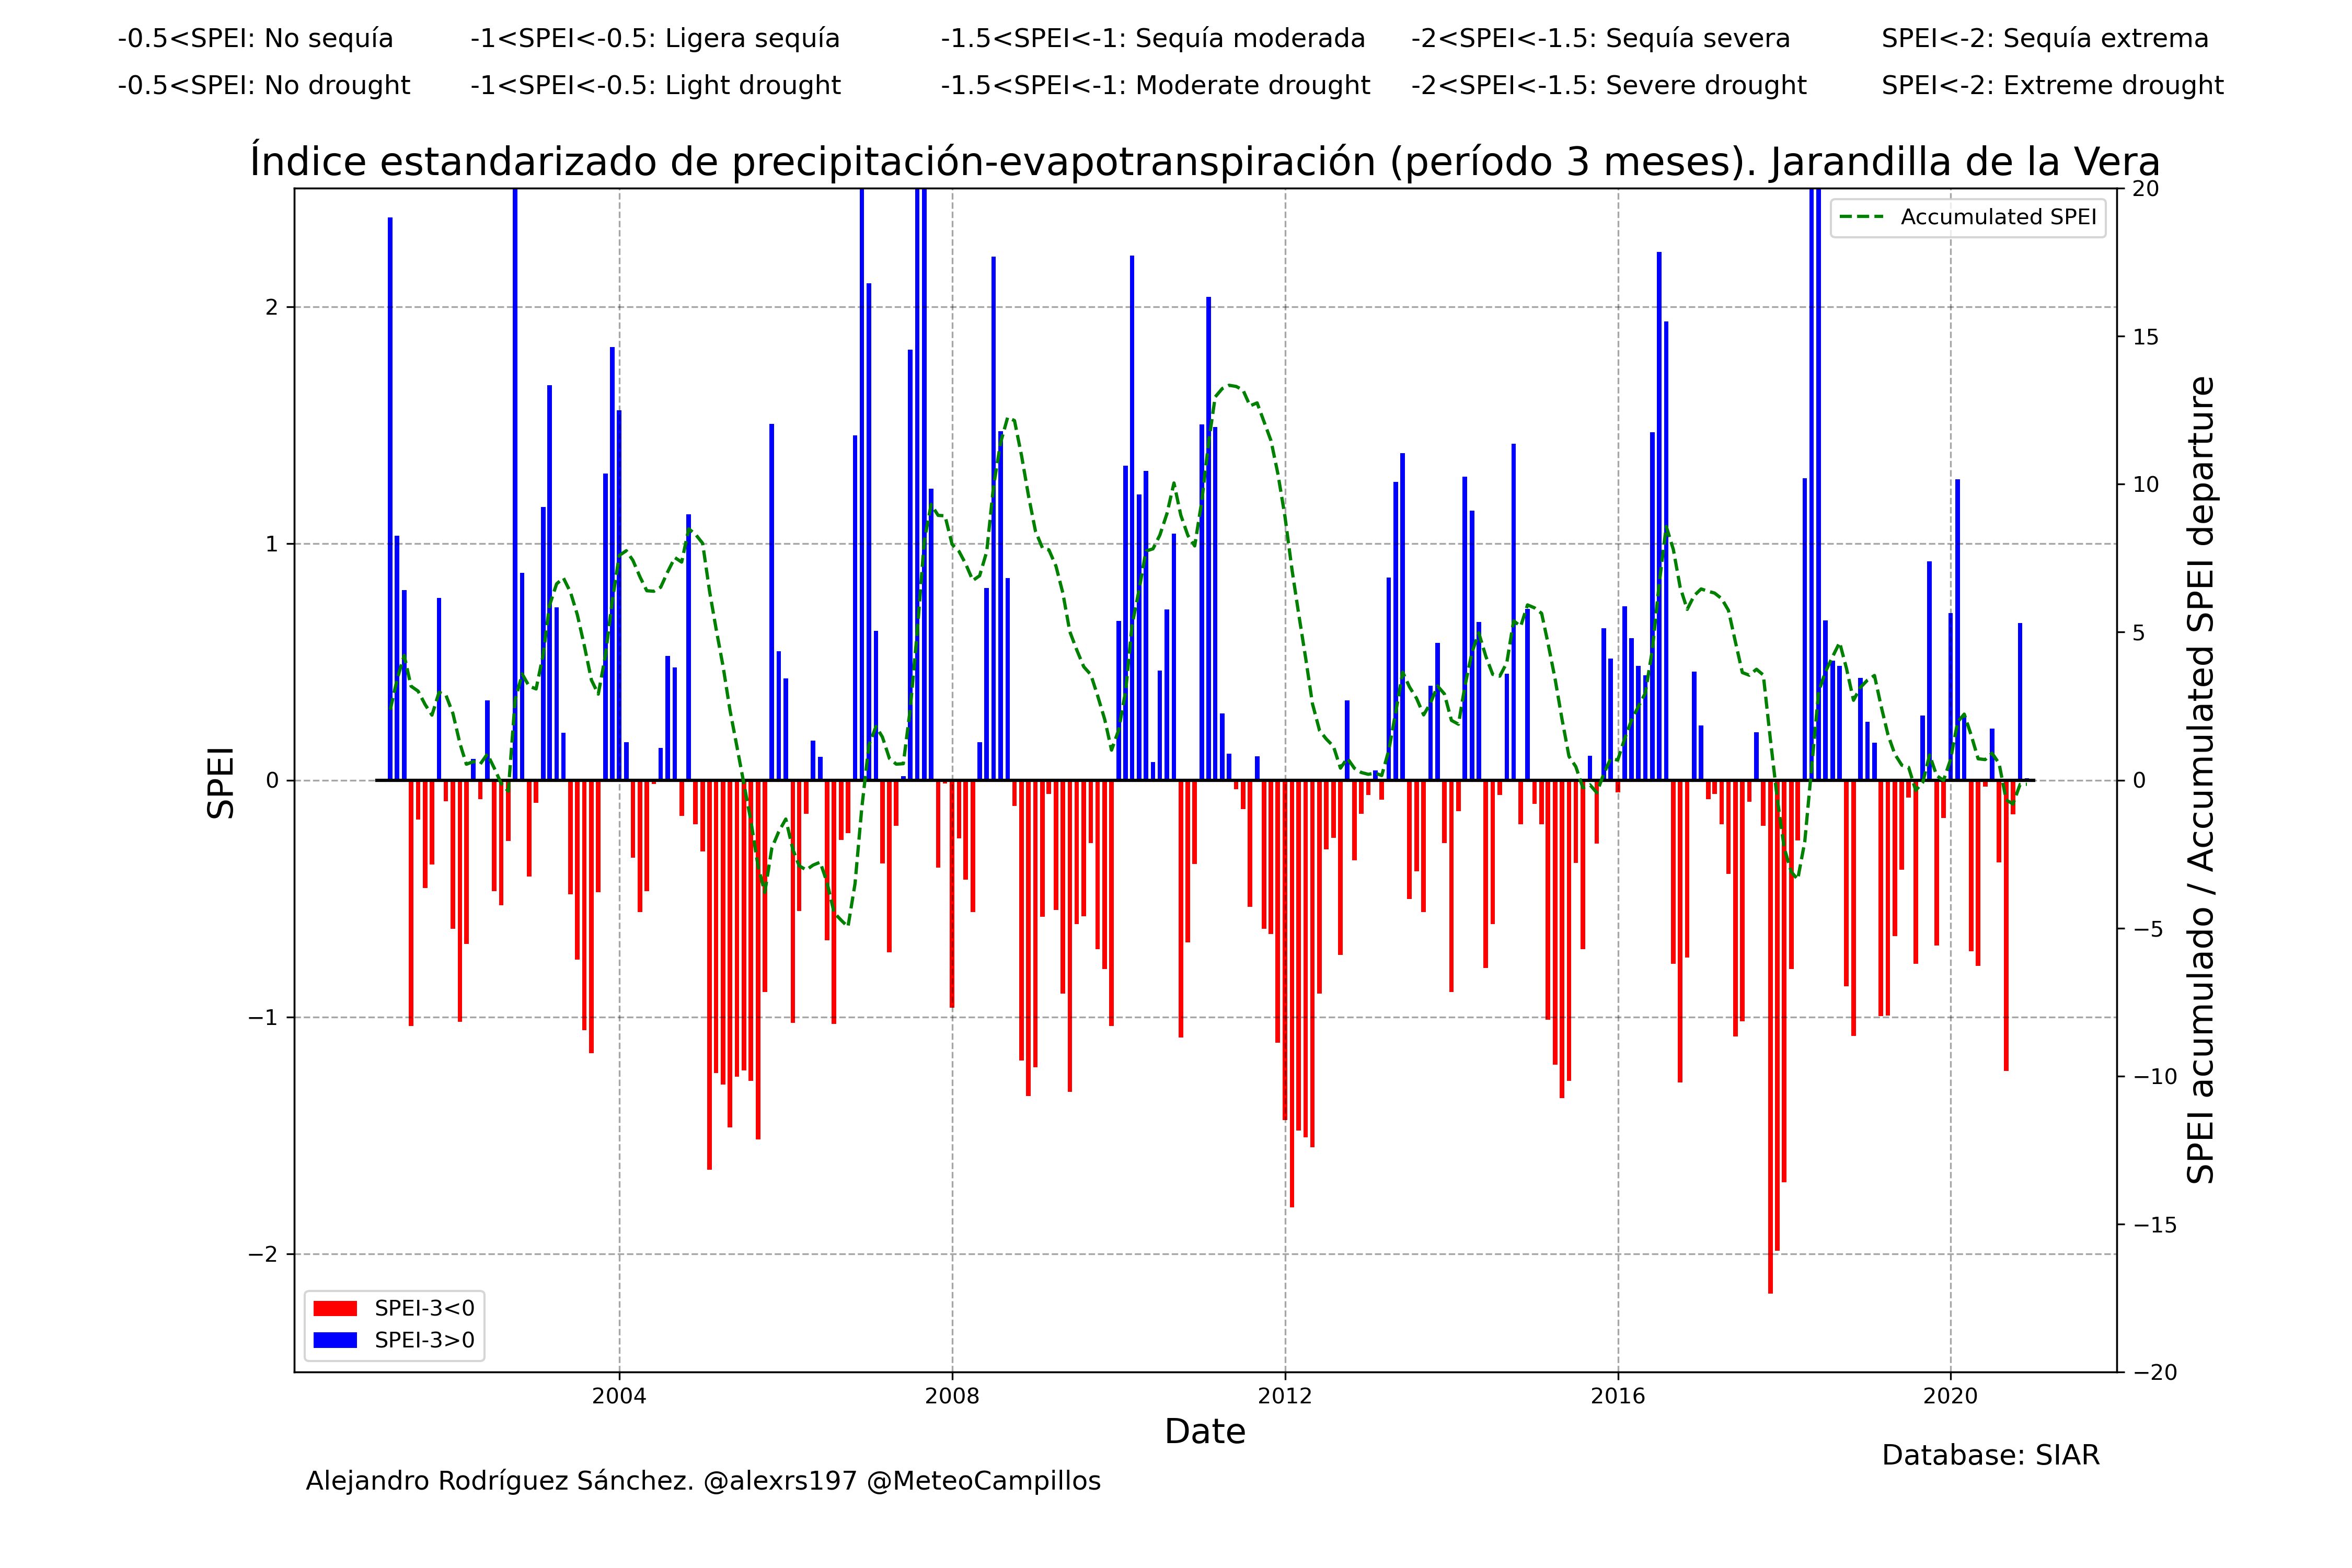 -0.5<SPEI: No sequía -1<SPEI<-0.5: Ligera sequía -1.5<SPEI<-1: Sequía moderada -2<SPEI<-1.5: Sequía severa SPEI<-2: Sequía extrema
-0.5<SPEI: No drought -1<SPEI<-0.5: Light drought -1.5<SPEI<-1: Moderate drought -2<SPEI<-1.5: Severe drought SPEI<-2: Extreme drought
Índice estandarizado de precipitación-evapotranspiración (período 3 meses). Jarandilla de la Vera
Accumulated SPEI
SPEI
2
1
0
−1
−2
20
15
10
5
0
−5
−10
−15
−20
SPEI acumulado / Accumulated SPEI departure
SPEI-3<0
SPEI-3>0
2004 2008 2012 2016 2020
Date
Database: SIAR
Alejandro Rodríguez Sánchez. @alexrs197 @MeteoCampillos